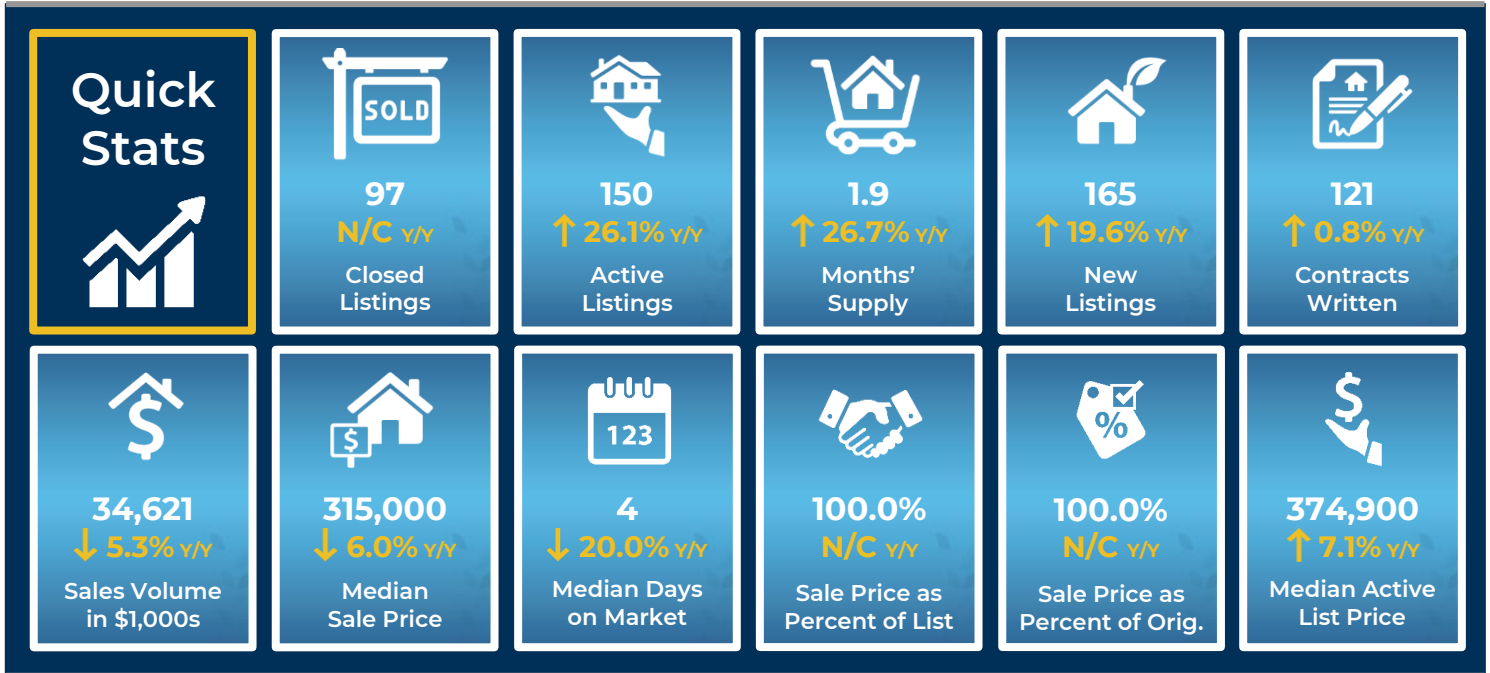 Quick
Stats
SOLD
97
N/C Y/Y
Closed
Listings
150
↑ 26.1% Y/Y
Active
Listings
1.9
↑ 26.7% Y/Y
Months’
Supply
165
↑ 19.6% Y/Y
New
Listings
121
↑ 0.8% Y/Y
Contracts
Written
$
34,621
↓ 5.3% Y/Y
Sales Volume
in $1,000s
$
315,000
↓ 6.0% Y/Y
Median
Sale Price
123
4
↓ 20.0% Y/Y
Median Days
on Market
100.0%
N/C Y/Y
Sale Price as
Percent of List
%
100.0%
N/C Y/Y
Sale Price as
Percent of Orig.
$
374,900
↑ 7.1% Y/Y
Median Active
List Price